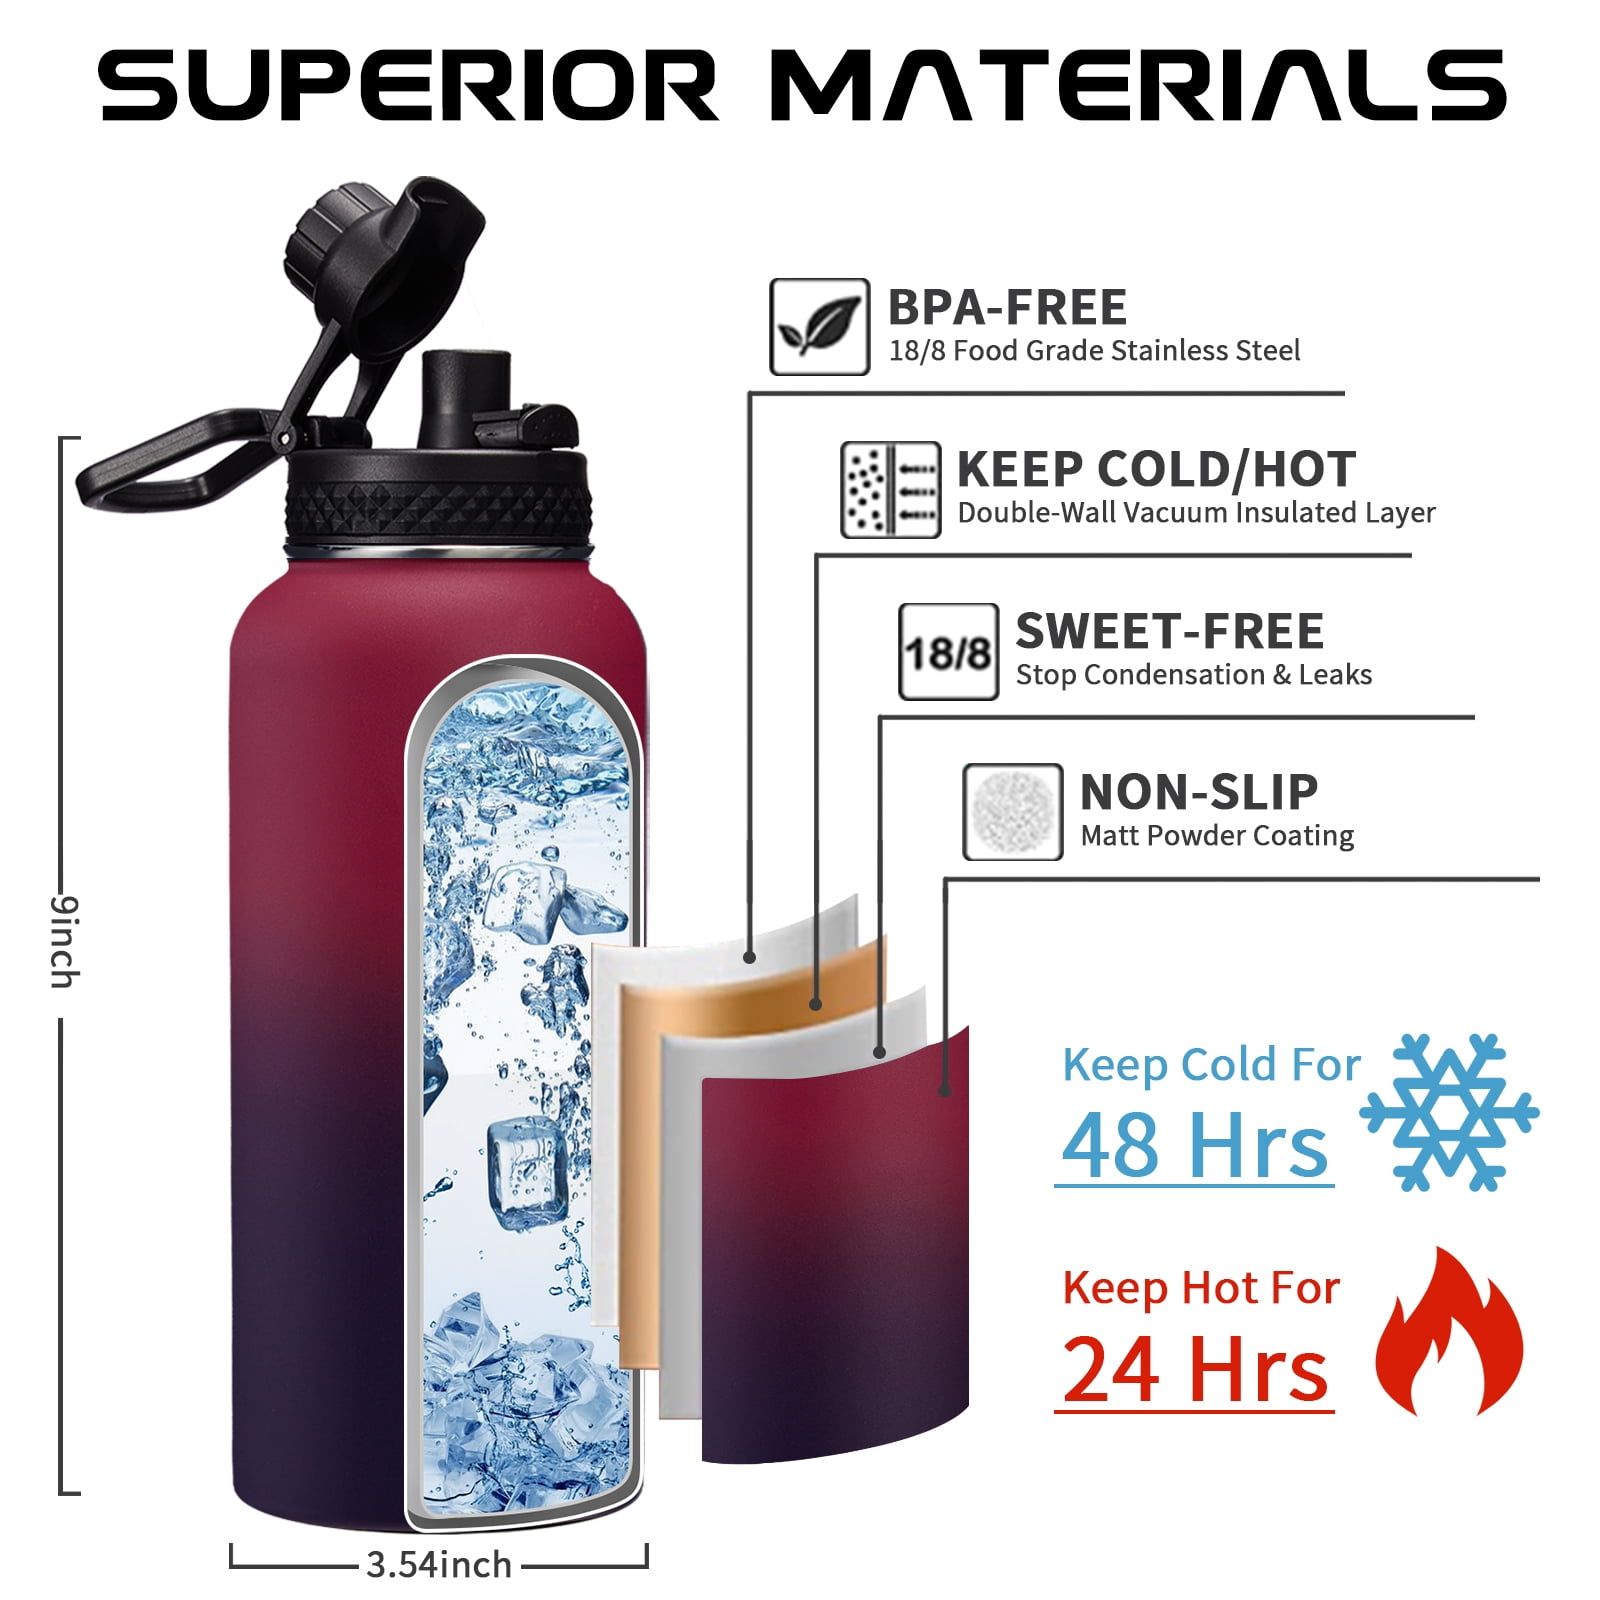 SUPERIOR MATERIALS
BPA-FREE
18/8 Food Grade Stainless Steel
KEEP COLD/HOT
Double-Wall Vacuum Insulated Layer
18/8
SWEET-FREE
Stop Condensation & Leaks
NON-SLIP
Matt Powder Coating
9inch
Keep Cold For
48 Hrs
Keep Hot For
24 Hrs
3.54inch